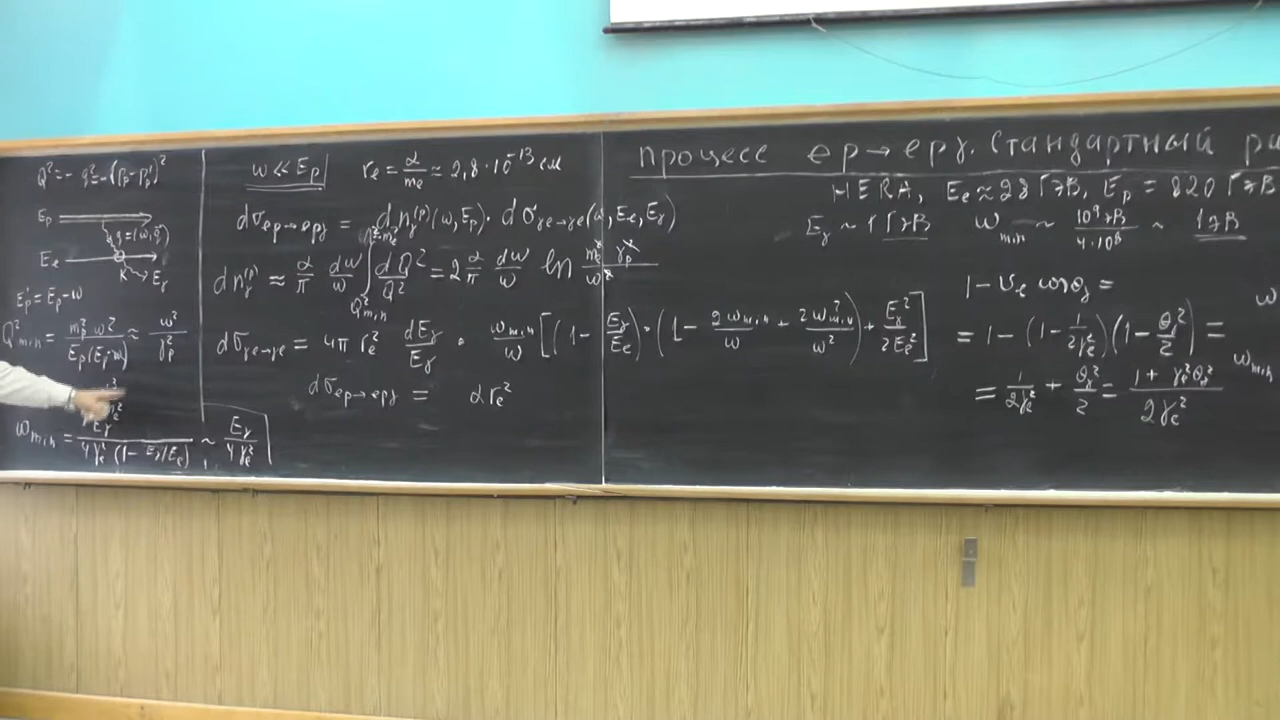 Q² = - q² = -(p_p - p_p')²
E_p
q = (ω, q⃗)
E_e
K E_γ
E_p' = E_p - ω
Q²_min = m_p² ω² / E_p(E_p - ω) ≈ ω² / γ_p²
ω_min = E_γ / 4γ_e² (1 - E_γ/E_e) ~ E_γ / 4γ_e²
ω ≪ E_p r_e = α / m_e ≈ 2,8 · 10⁻¹³ см
dσ_ep→epγ = dn_γ^(p)(ω, E_p) · dσ_γe→γe(ω, E_e, E_γ)
dn_γ^(p) ≈ α/π dω/ω ∫_{Q²_min}^{~m_e²} dQ²/Q² = 2 α/π dω/ω ln m_e γ_p / ω
dσ_γe→γe = 4π r_e² dE_γ/E_γ · ω_min/ω [(1 - E_γ/E_e) · (1 - 2ω_min/ω + 2ω²_min/ω²) + E_γ²/2E_e²]
dσ_ep→epγ = α r_e²
Процесс ep→epγ. Стандартный
HERA, E_e ≈ 28 ГэВ, E_p = 820 ГэВ
E_γ ~ 1 ГэВ ω_min ~ 10⁹ эВ / 4·10⁸ ~ 1 эВ
1 - v_e cos θ_γ =
= 1 - (1 - 1/2γ_e²)(1 - θ_γ²/2) =
= 1/2γ_e² + θ_γ²/2 = 1 + γ_e²θ_γ² / 2γ_e²
ω
ω_min